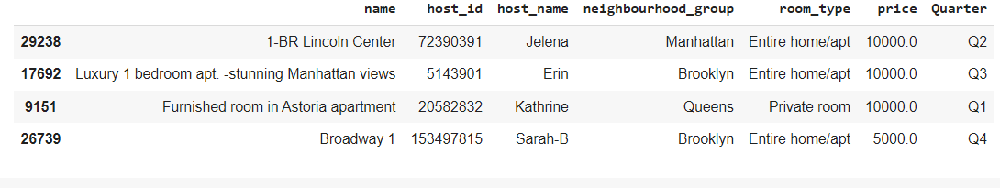 name host_id host_name neighbourhood_group room_type price Quarter
29238 1-BR Lincoln Center 72390391 Jelena Manhattan Entire home/apt 10000.0 Q2
17692 Luxury 1 bedroom apt. -stunning Manhattan views 5143901 Erin Brooklyn Entire home/apt 10000.0 Q3
9151 Furnished room in Astoria apartment 20582832 Kathrine Queens Private room 10000.0 Q1
26739 Broadway 1 153497815 Sarah-B Brooklyn Entire home/apt 5000.0 Q4